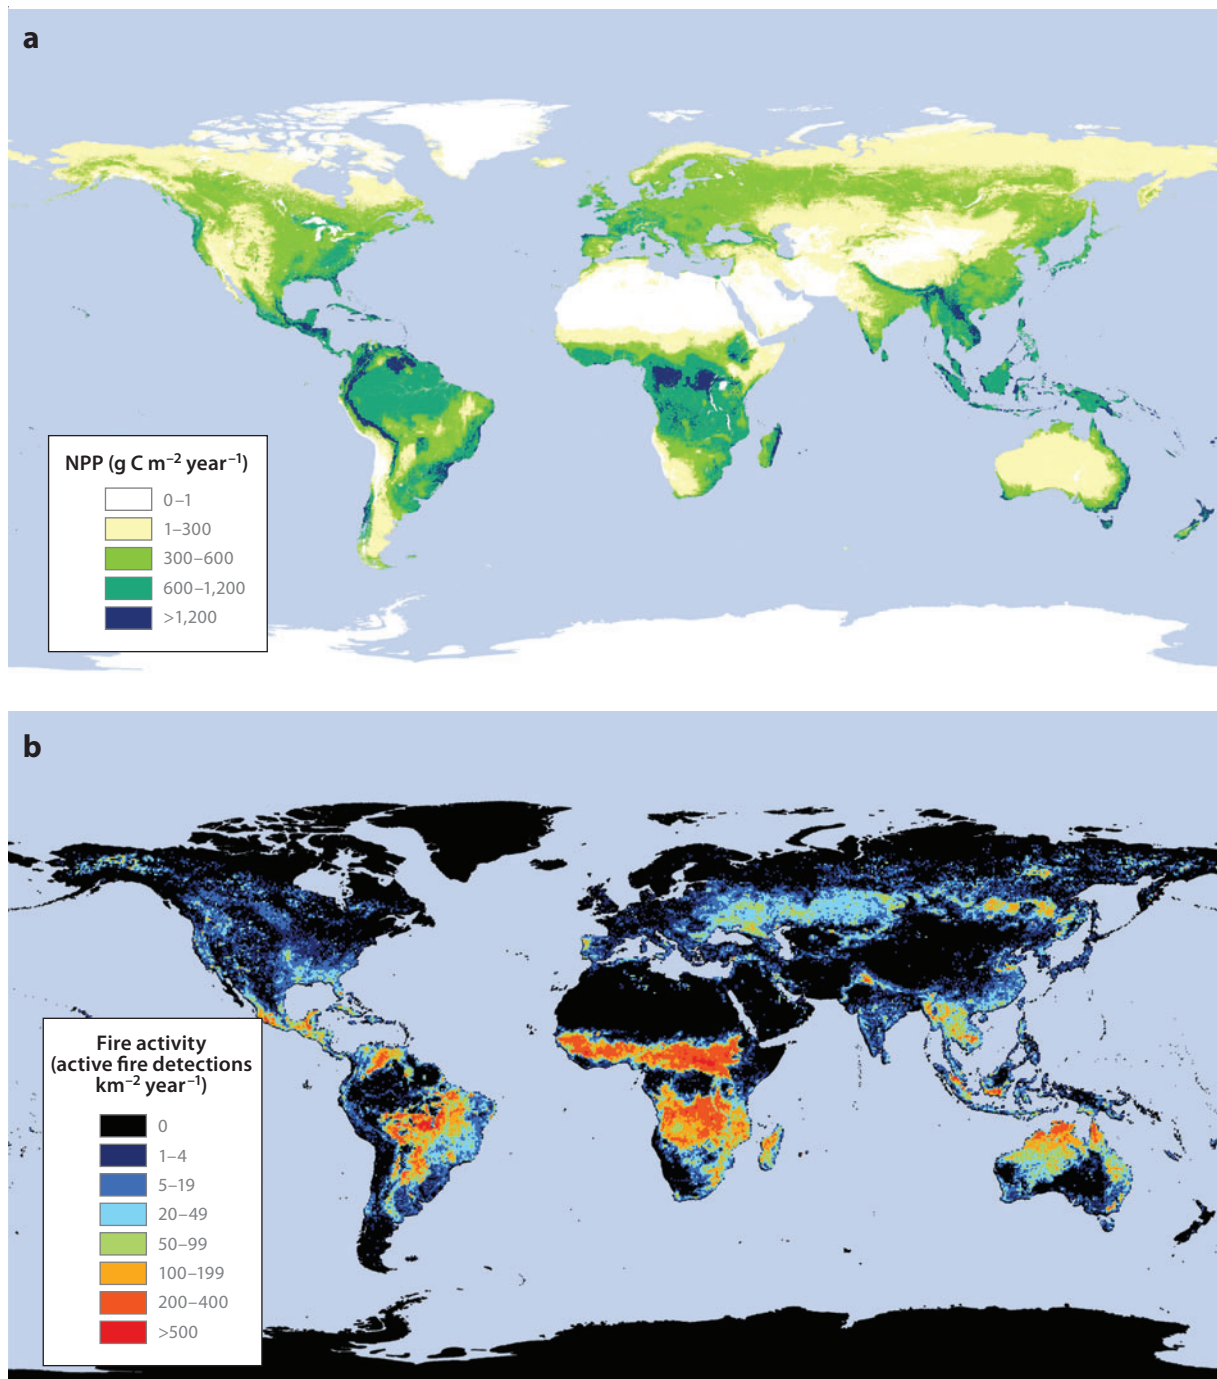 a
NPP (g C m⁻² year⁻¹)
0–1
1–300
300–600
600–1,200
>1,200
b
Fire activity
(active fire detections
km⁻² year⁻¹)
0
1–4
5–19
20–49
50–99
100–199
200–400
>500